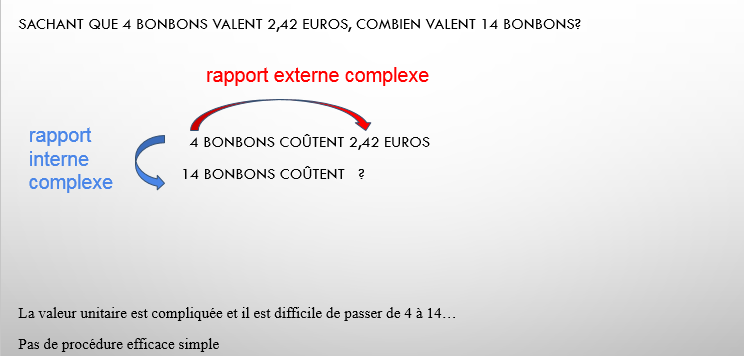 SACHANT QUE 4 BONBONS VALENT 2,42 EUROS, COMBIEN VALENT 14 BONBONS?
rapport externe complexe
rapport
interne
complexe
4 BONBONS COÛTENT 2,42 EUROS
14 BONBONS COÛTENT ?
La valeur unitaire est compliquée et il est difficile de passer de 4 à 14…
Pas de procédure efficace simple